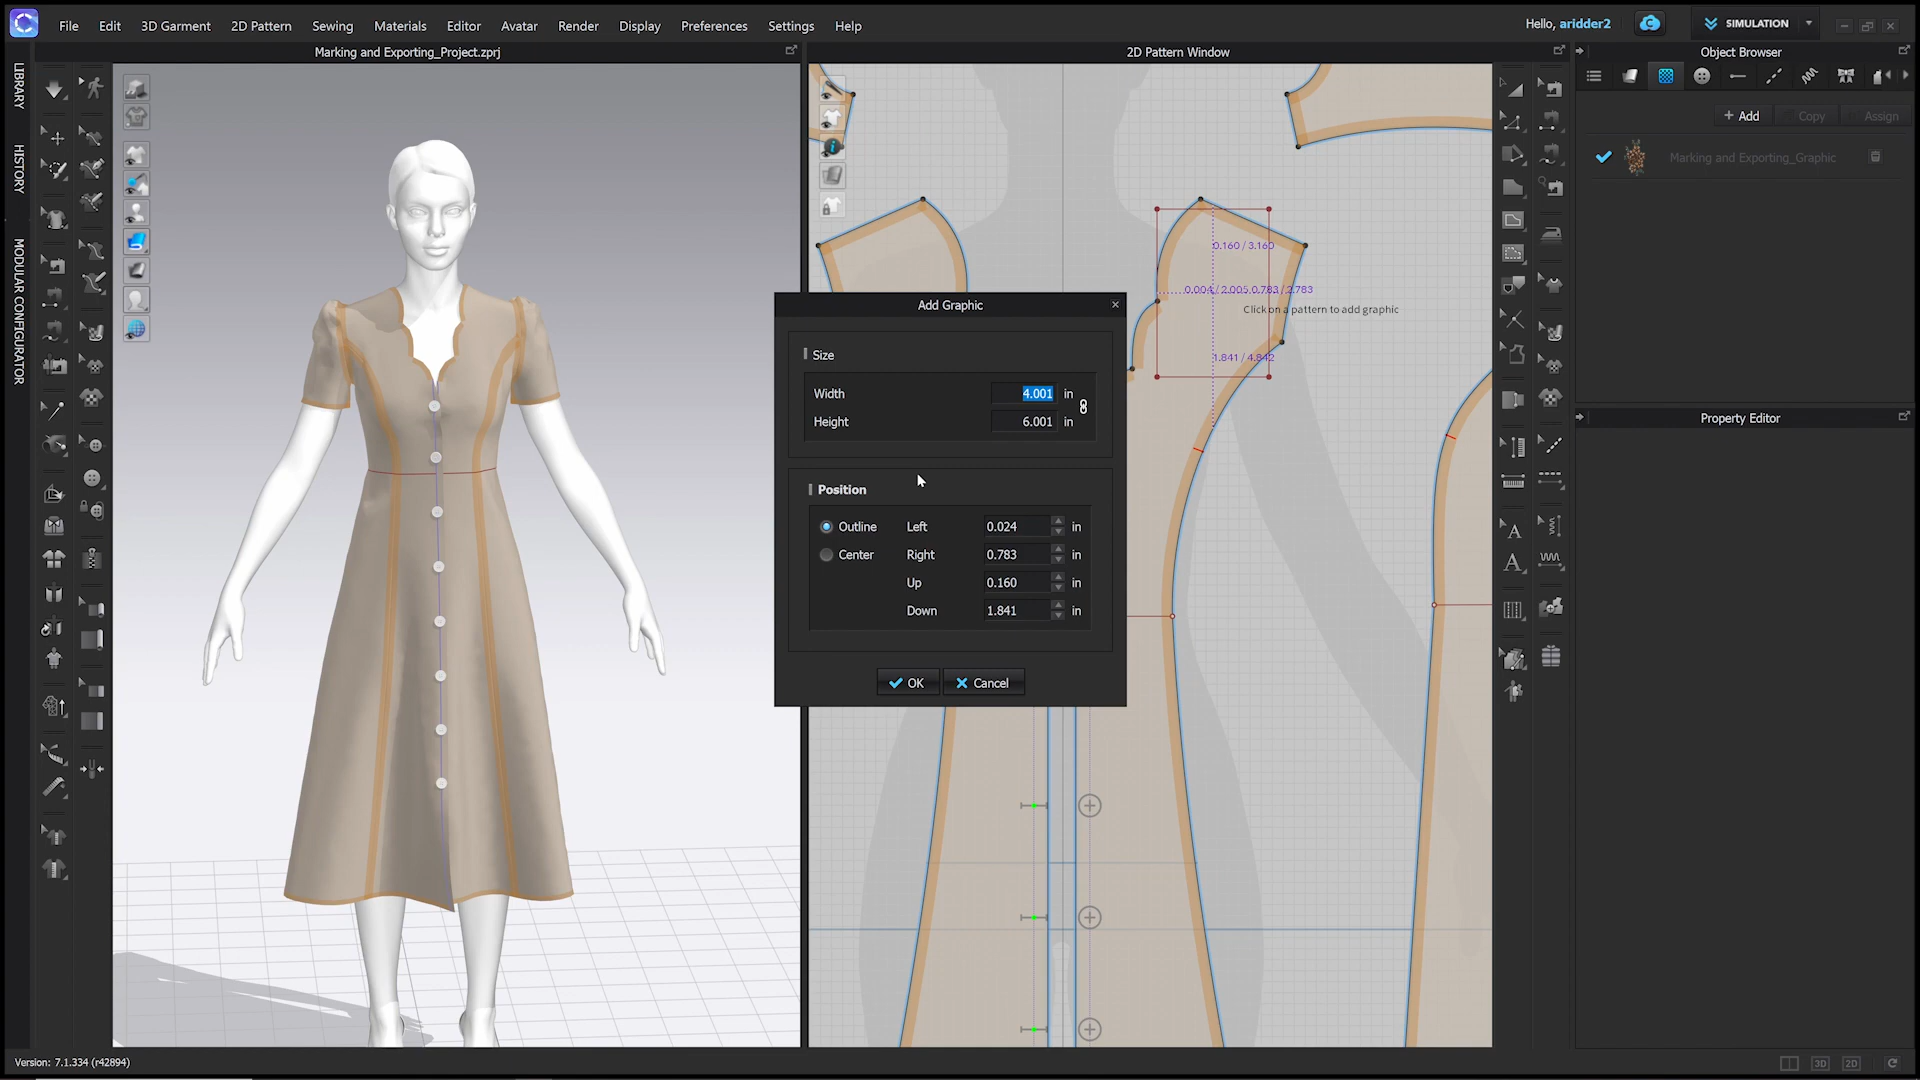 File Edit 3D Garment 2D Pattern Sewing Materials Editor Avatar Render Display Preferences Settings Help
Hello, aridder2
SIMULATION
Marking and Exporting_Project.zprj
2D Pattern Window
Object Browser
LIBRARY
HISTORY
MODULAR CONFIGURATOR
+ Add
Copy
Assign
Marking and Exporting_Graphic
Property Editor
0.160 / 3.160
0.004 / 2.005
0.783 / 2.783
Click on a pattern to add graphic
1.841 / 4.842
Add Graphic
Size
Width 4.001 in
Height 6.001 in
Position
Outline Left 0.024 in
Center Right 0.783 in
Up 0.160 in
Down 1.841 in
OK Cancel
A
A
Version: 7.1.334 (r42894)
3D
2D